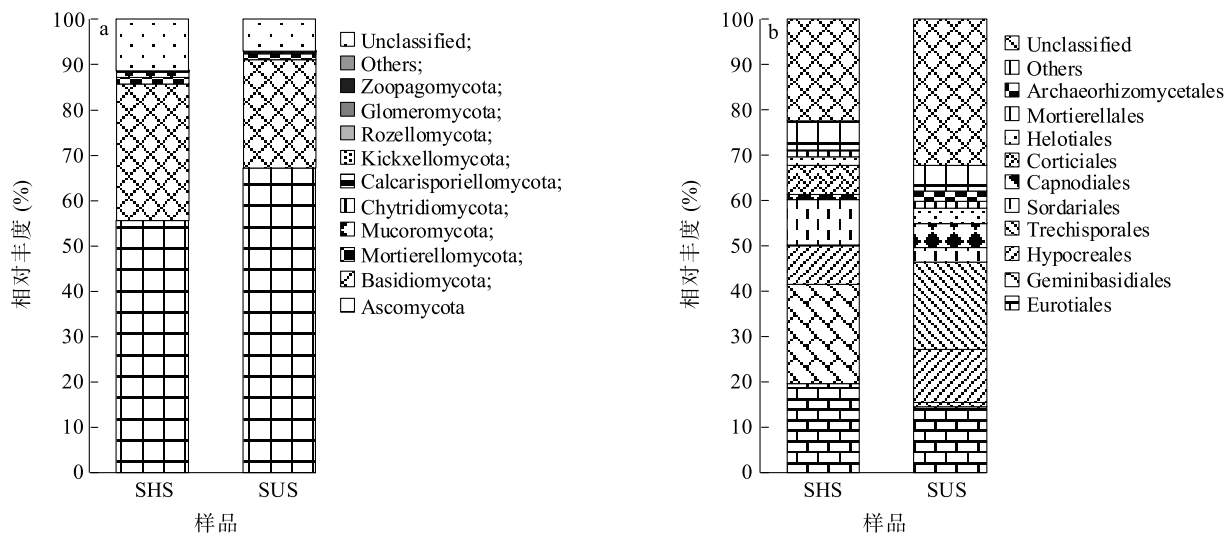 a
100
90
80
70
60
50
40
30
20
10
0
相对丰度 (%)
SHS SUS
样品
Unclassified;
Others;
Zoopagomycota;
Glomeromycota;
Rozellomycota;
Kickxellomycota;
Calcarisporiellomycota;
Chytridiomycota;
Mucoromycota;
Mortierellomycota;
Basidiomycota;
Ascomycota
b
100
90
80
70
60
50
40
30
20
10
0
相对丰度 (%)
SHS SUS
样品
Unclassified
Others
Archaeorhizomycetales
Mortierellales
Helotiales
Corticiales
Capnodiales
Sordariales
Trechisporales
Hypocreales
Geminibasidiales
Eurotiales